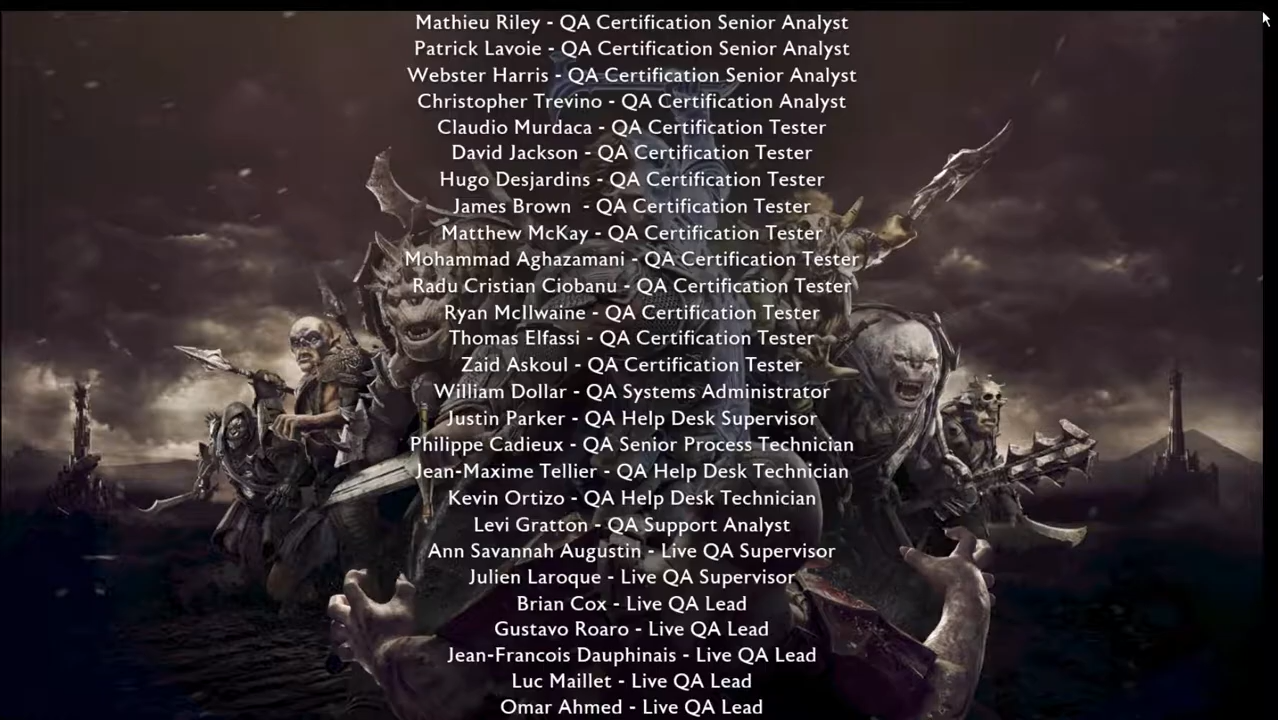 Mathieu Riley - QA Certification Senior Analyst
Patrick Lavoie - QA Certification Senior Analyst
Webster Harris - QA Certification Senior Analyst
Christopher Trevino - QA Certification Analyst
Claudio Murdaca - QA Certification Tester
David Jackson - QA Certification Tester
Hugo Desjardins - QA Certification Tester
James Brown  - QA Certification Tester
Matthew McKay - QA Certification Tester
Mohammad Aghazamani - QA Certification Tester
Radu Cristian Ciobanu - QA Certification Tester
Ryan McIlwaine - QA Certification Tester
Thomas Elfassi - QA Certification Tester
Zaid Askoul - QA Certification Tester
William Dollar - QA Systems Administrator
Justin Parker - QA Help Desk Supervisor
Philippe Cadieux - QA Senior Process Technician
Jean-Maxime Tellier - QA Help Desk Technician
Kevin Ortizo - QA Help Desk Technician
Levi Gratton - QA Support Analyst
Ann Savannah Augustin - Live QA Supervisor
Julien Laroque - Live QA Supervisor
Brian Cox - Live QA Lead
Gustavo Roaro - Live QA Lead
Jean-Francois Dauphinais - Live QA Lead
Luc Maillet - Live QA Lead
Omar Ahmed - Live QA Lead